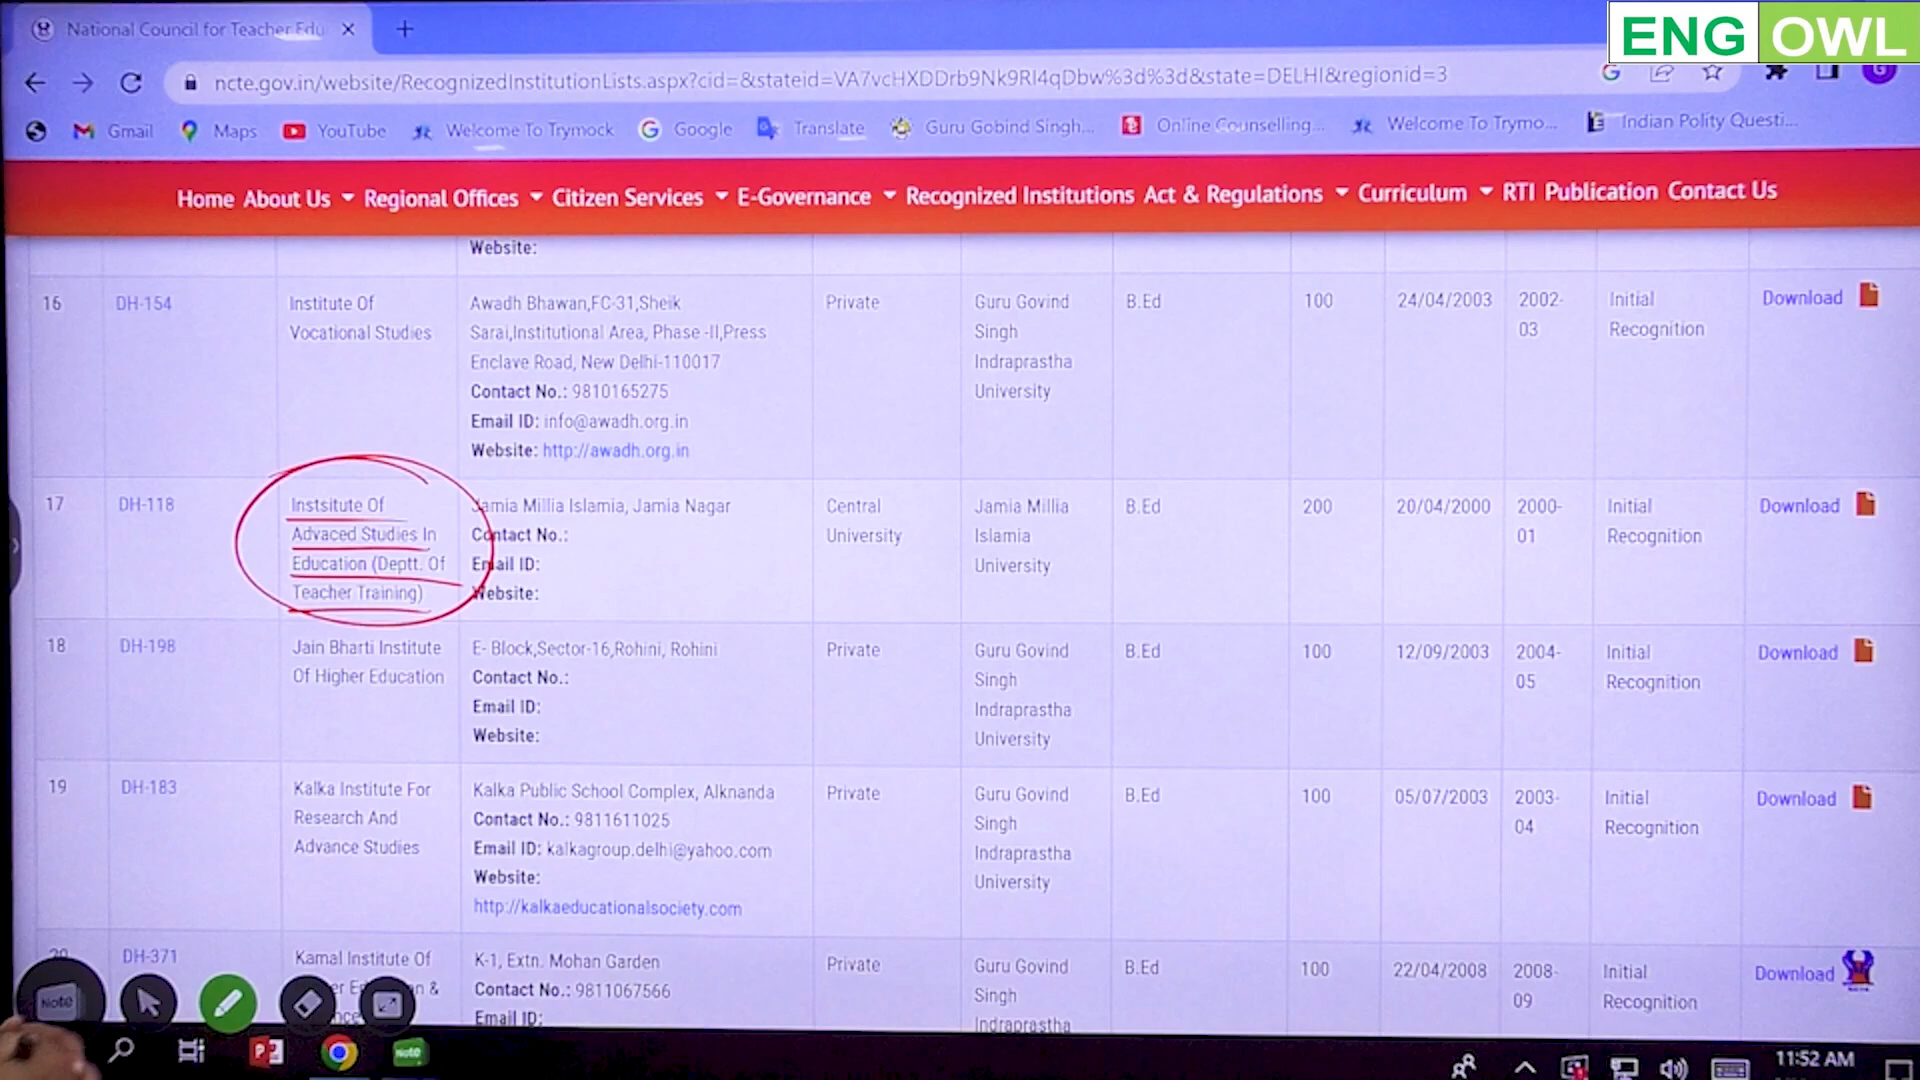 National Council for Teacher Edu
ENG OWL
ncte.gov.in/website/RecognizedInstitutionLists.aspx?cid=&stateid=VA7vcHXDDrb9Nk9RI4qDbw%3d%3d&state=DELHI&regionid=3
Gmail Maps YouTube Welcome To Trymock Google Translate Guru Gobind Singh... Online Counselling... Welcome To Trymo... Indian Polity Questi...
Home About Us Regional Offices Citizen Services E-Governance Recognized Institutions Act & Regulations Curriculum RTI Publication Contact Us
Website:
16
DH-154
Institute Of
Vocational Studies
Awadh Bhawan,FC-31,Sheik
Sarai,Institutional Area, Phase -II,Press
Enclave Road, New Delhi-110017
Contact No.: 9810165275
Email ID: info@awadh.org.in
Website: http://awadh.org.in
Private
Guru Govind
Singh
Indraprastha
University
B.Ed
100
24/04/2003
2002-
03
Initial
Recognition
Download
17
DH-118
Instsitute Of
Advaced Studies In
Education (Deptt. Of
Teacher Training)
Jamia Millia Islamia, Jamia Nagar
Contact No.:
Email ID:
Website:
Central
University
Jamia Millia
Islamia
University
B.Ed
200
20/04/2000
2000-
01
Initial
Recognition
Download
18
DH-198
Jain Bharti Institute
Of Higher Education
E- Block,Sector-16,Rohini, Rohini
Contact No.:
Email ID:
Website:
Private
Guru Govind
Singh
Indraprastha
University
B.Ed
100
12/09/2003
2004-
05
Initial
Recognition
Download
19
DH-183
Kalka Institute For
Research And
Advance Studies
Kalka Public School Complex, Alknanda
Contact No.: 9811611025
Email ID: kalkagroup.delhi@yahoo.com
Website:
http://kalkaeducationalsociety.com
Private
Guru Govind
Singh
Indraprastha
University
B.Ed
100
05/07/2003
2003-
04
Initial
Recognition
Download
20
DH-371
Kamal Institute Of
K-1, Extn. Mohan Garden
Contact No.: 9811067566
Email ID:
Private
Guru Govind
Singh
Indraprastha
B.Ed
100
22/04/2008
2008-
09
Initial
Recognition
Download
Note
Note
11:52 AM